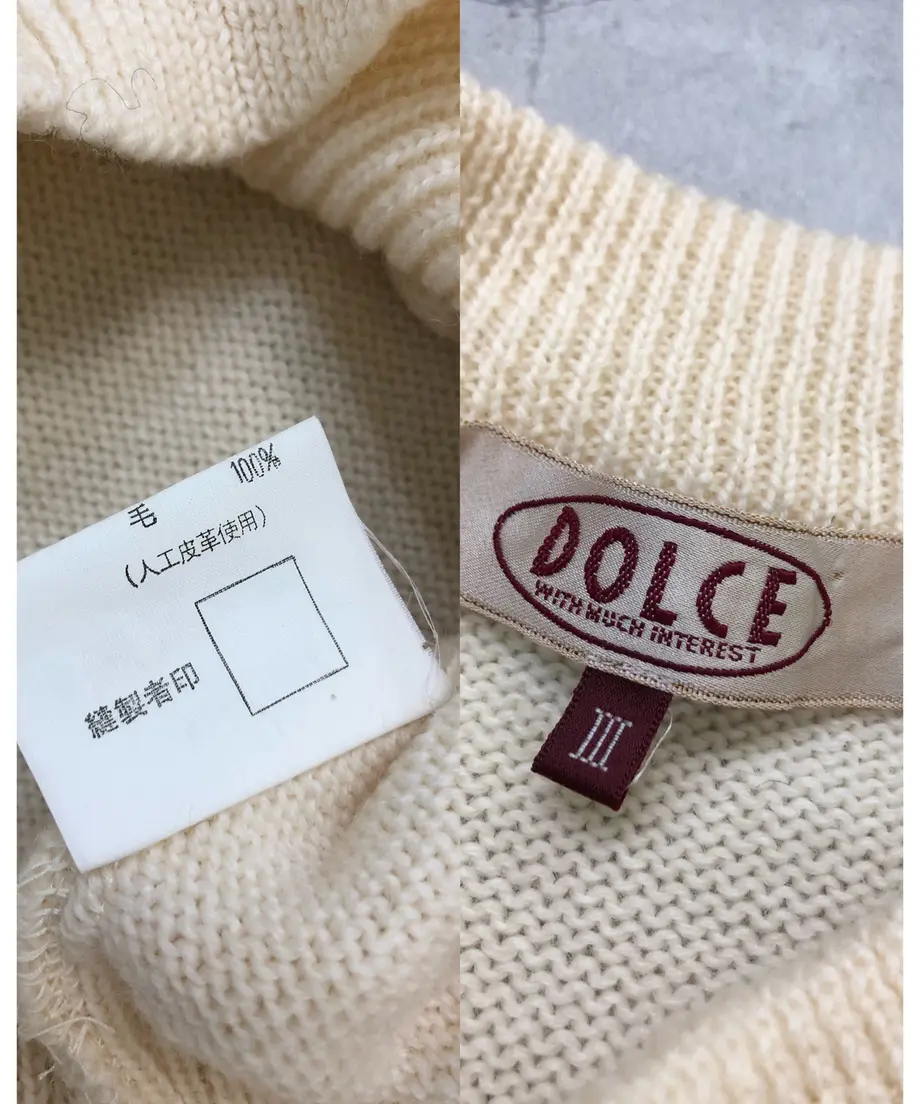 毛 100%
(人工皮革使用)
縫製者印
DOLCE
WITH MUCH INTEREST
III